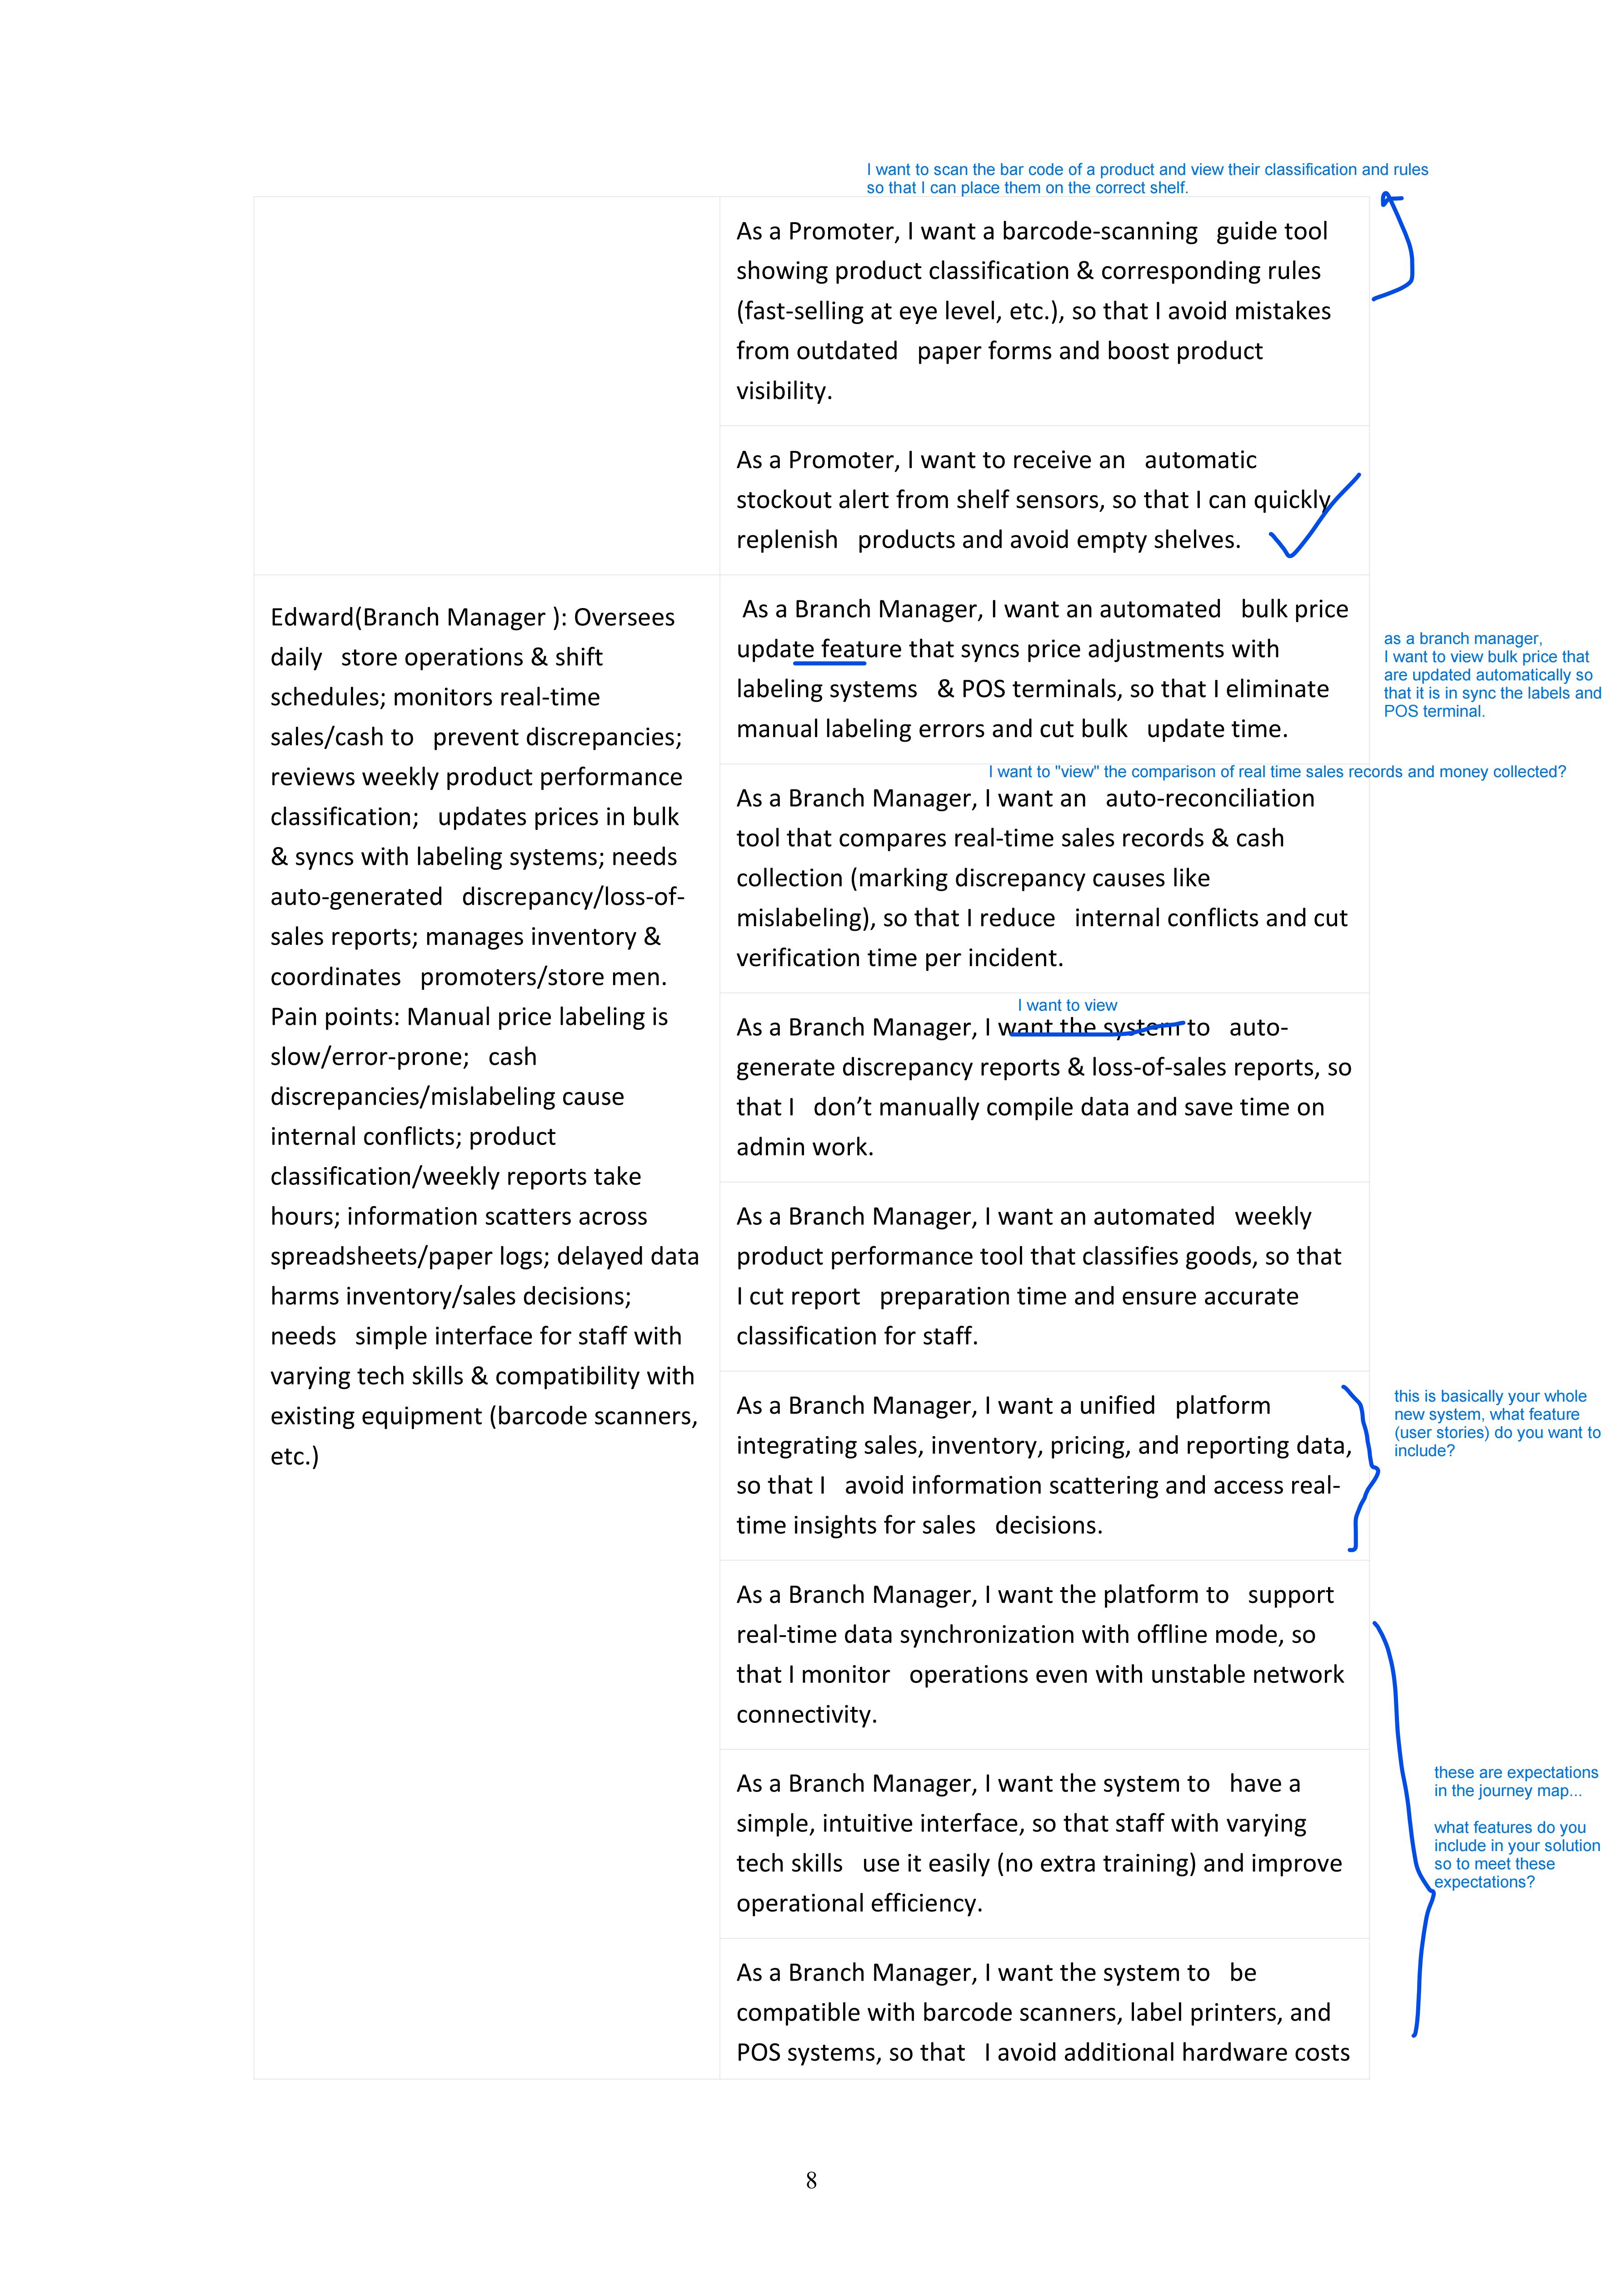 I want to scan the bar code of a product and view their classification and rules
so that I can place them on the correct shelf.
As a Promoter, I want a barcode-scanning guide tool
showing product classification & corresponding rules
(fast-selling at eye level, etc.), so that I avoid mistakes
from outdated paper forms and boost product
visibility.
As a Promoter, I want to receive an automatic
stockout alert from shelf sensors, so that I can quickly
replenish products and avoid empty shelves.
Edward(Branch Manager ): Oversees
daily store operations & shift
schedules; monitors real-time
sales/cash to prevent discrepancies;
reviews weekly product performance
classification; updates prices in bulk
& syncs with labeling systems; needs
auto-generated discrepancy/loss-of-
sales reports; manages inventory &
coordinates promoters/store men.
Pain points: Manual price labeling is
slow/error-prone; cash
discrepancies/mislabeling cause
internal conflicts; product
classification/weekly reports take
hours; information scatters across
spreadsheets/paper logs; delayed data
harms inventory/sales decisions;
needs simple interface for staff with
varying tech skills & compatibility with
existing equipment (barcode scanners,
etc.)
As a Branch Manager, I want an automated bulk price
update feature that syncs price adjustments with
labeling systems & POS terminals, so that I eliminate
manual labeling errors and cut bulk update time.
as a branch manager,
I want to view bulk price that
are updated automatically so
that it is in sync the labels and
POS terminal.
I want to "view" the comparison of real time sales records and money collected?
As a Branch Manager, I want an auto-reconciliation
tool that compares real-time sales records & cash
collection (marking discrepancy causes like
mislabeling), so that I reduce internal conflicts and cut
verification time per incident.
I want to view
As a Branch Manager, I want the system to auto-
generate discrepancy reports & loss-of-sales reports, so
that I don’t manually compile data and save time on
admin work.
As a Branch Manager, I want an automated weekly
product performance tool that classifies goods, so that
I cut report preparation time and ensure accurate
classification for staff.
As a Branch Manager, I want a unified platform
integrating sales, inventory, pricing, and reporting data,
so that I avoid information scattering and access real-
time insights for sales decisions.
this is basically your whole
new system, what feature
(user stories) do you want to
include?
As a Branch Manager, I want the platform to support
real-time data synchronization with offline mode, so
that I monitor operations even with unstable network
connectivity.
As a Branch Manager, I want the system to have a
simple, intuitive interface, so that staff with varying
tech skills use it easily (no extra training) and improve
operational efficiency.
these are expectations
in the journey map...
what features do you
include in your solution
so to meet these
expectations?
As a Branch Manager, I want the system to be
compatible with barcode scanners, label printers, and
POS systems, so that I avoid additional hardware costs
8